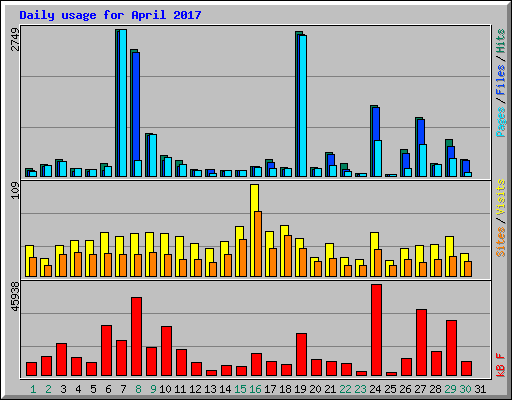 Daily usage for April 2017
2749
Pages / Files / Hits
109
Sites / Visits
45938
kB F
1 2 3 4 5 6 7 8 9 10 11 12 13 14 15 16 17 18 19 20 21 22 23 24 25 26 27 28 29 30 31